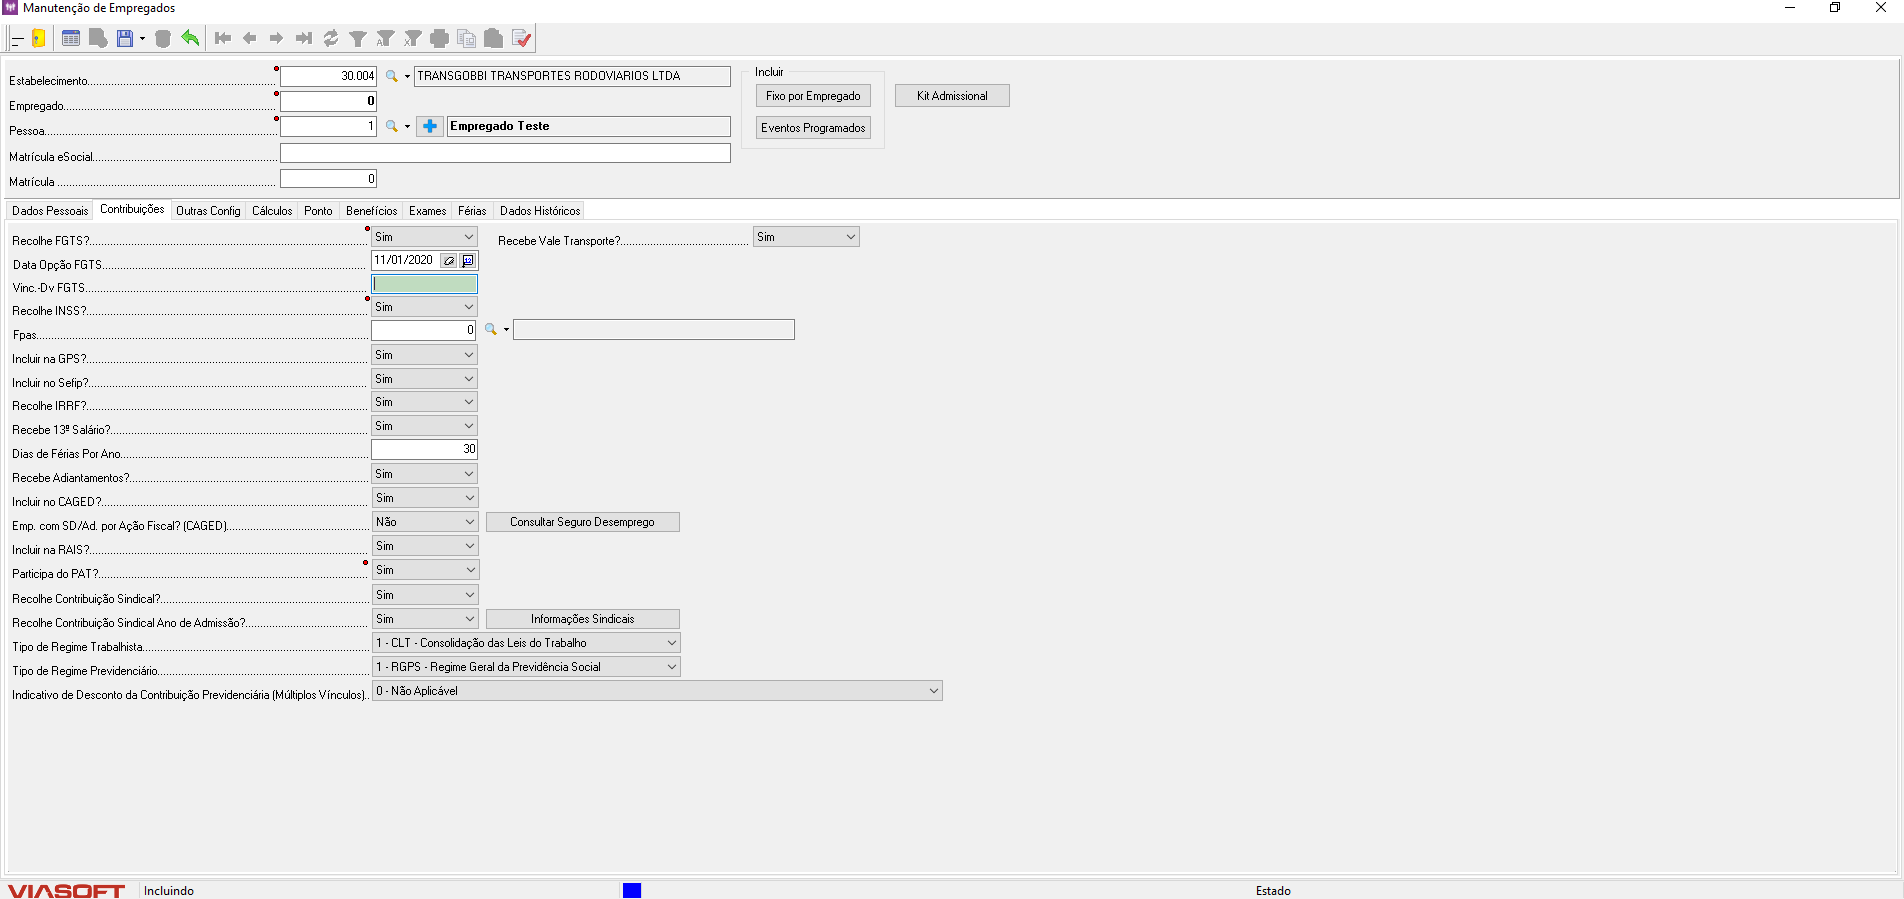 Manutenção de Empregados
Estabelecimento 30.004 TRANSGOBBI TRANSPORTES RODOVIARIOS LTDA
Empregado 0
Pessoa 1 Empregado Teste
Matrícula eSocial
Matrícula 0
Incluir
Fixo por Empregado
Eventos Programados
Kit Admissional
Dados Pessoais Contribuições Outras Config Cálculos Ponto Benefícios Exames Férias Dados Históricos
Recolhe FGTS? Sim Recebe Vale Transporte? Sim
Data Opção FGTS 11/01/2020
Vinc.-Dv FGTS
Recolhe INSS? Sim
Fpas 0
Incluir na GPS? Sim
Incluir no Sefip? Sim
Recolhe IRRF? Sim
Recebe 13º Salário? Sim
Dias de Férias Por Ano 30
Recebe Adiantamentos? Sim
Incluir no CAGED? Sim
Emp. com SD/Ad. por Ação Fiscal? (CAGED) Não Consultar Seguro Desemprego
Incluir na RAIS? Sim
Participa do PAT? Sim
Recolhe Contribuição Sindical? Sim
Recolhe Contribuição Sindical Ano de Admissão? Sim Informações Sindicais
Tipo de Regime Trabalhista 1 - CLT - Consolidação das Leis do Trabalho
Tipo de Regime Previdenciário 1 - RGPS - Regime Geral da Previdência Social
Indicativo de Desconto da Contribuição Previdenciária (Múltiplos Vínculos) 0 - Não Aplicável
VIASOFT Incluindo Estado